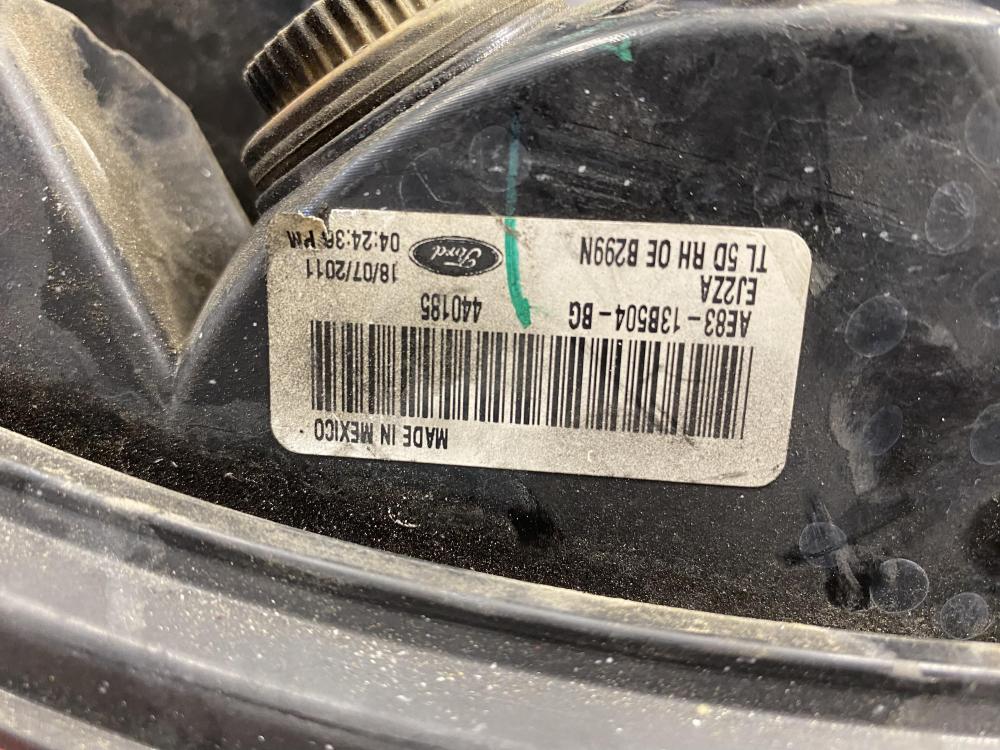 MADE IN MEXICO
AE83-13B504-BG 440185
EJ2ZA 18/07/2011
TL 5D RH OE B299N Ford 04:24:36 PM